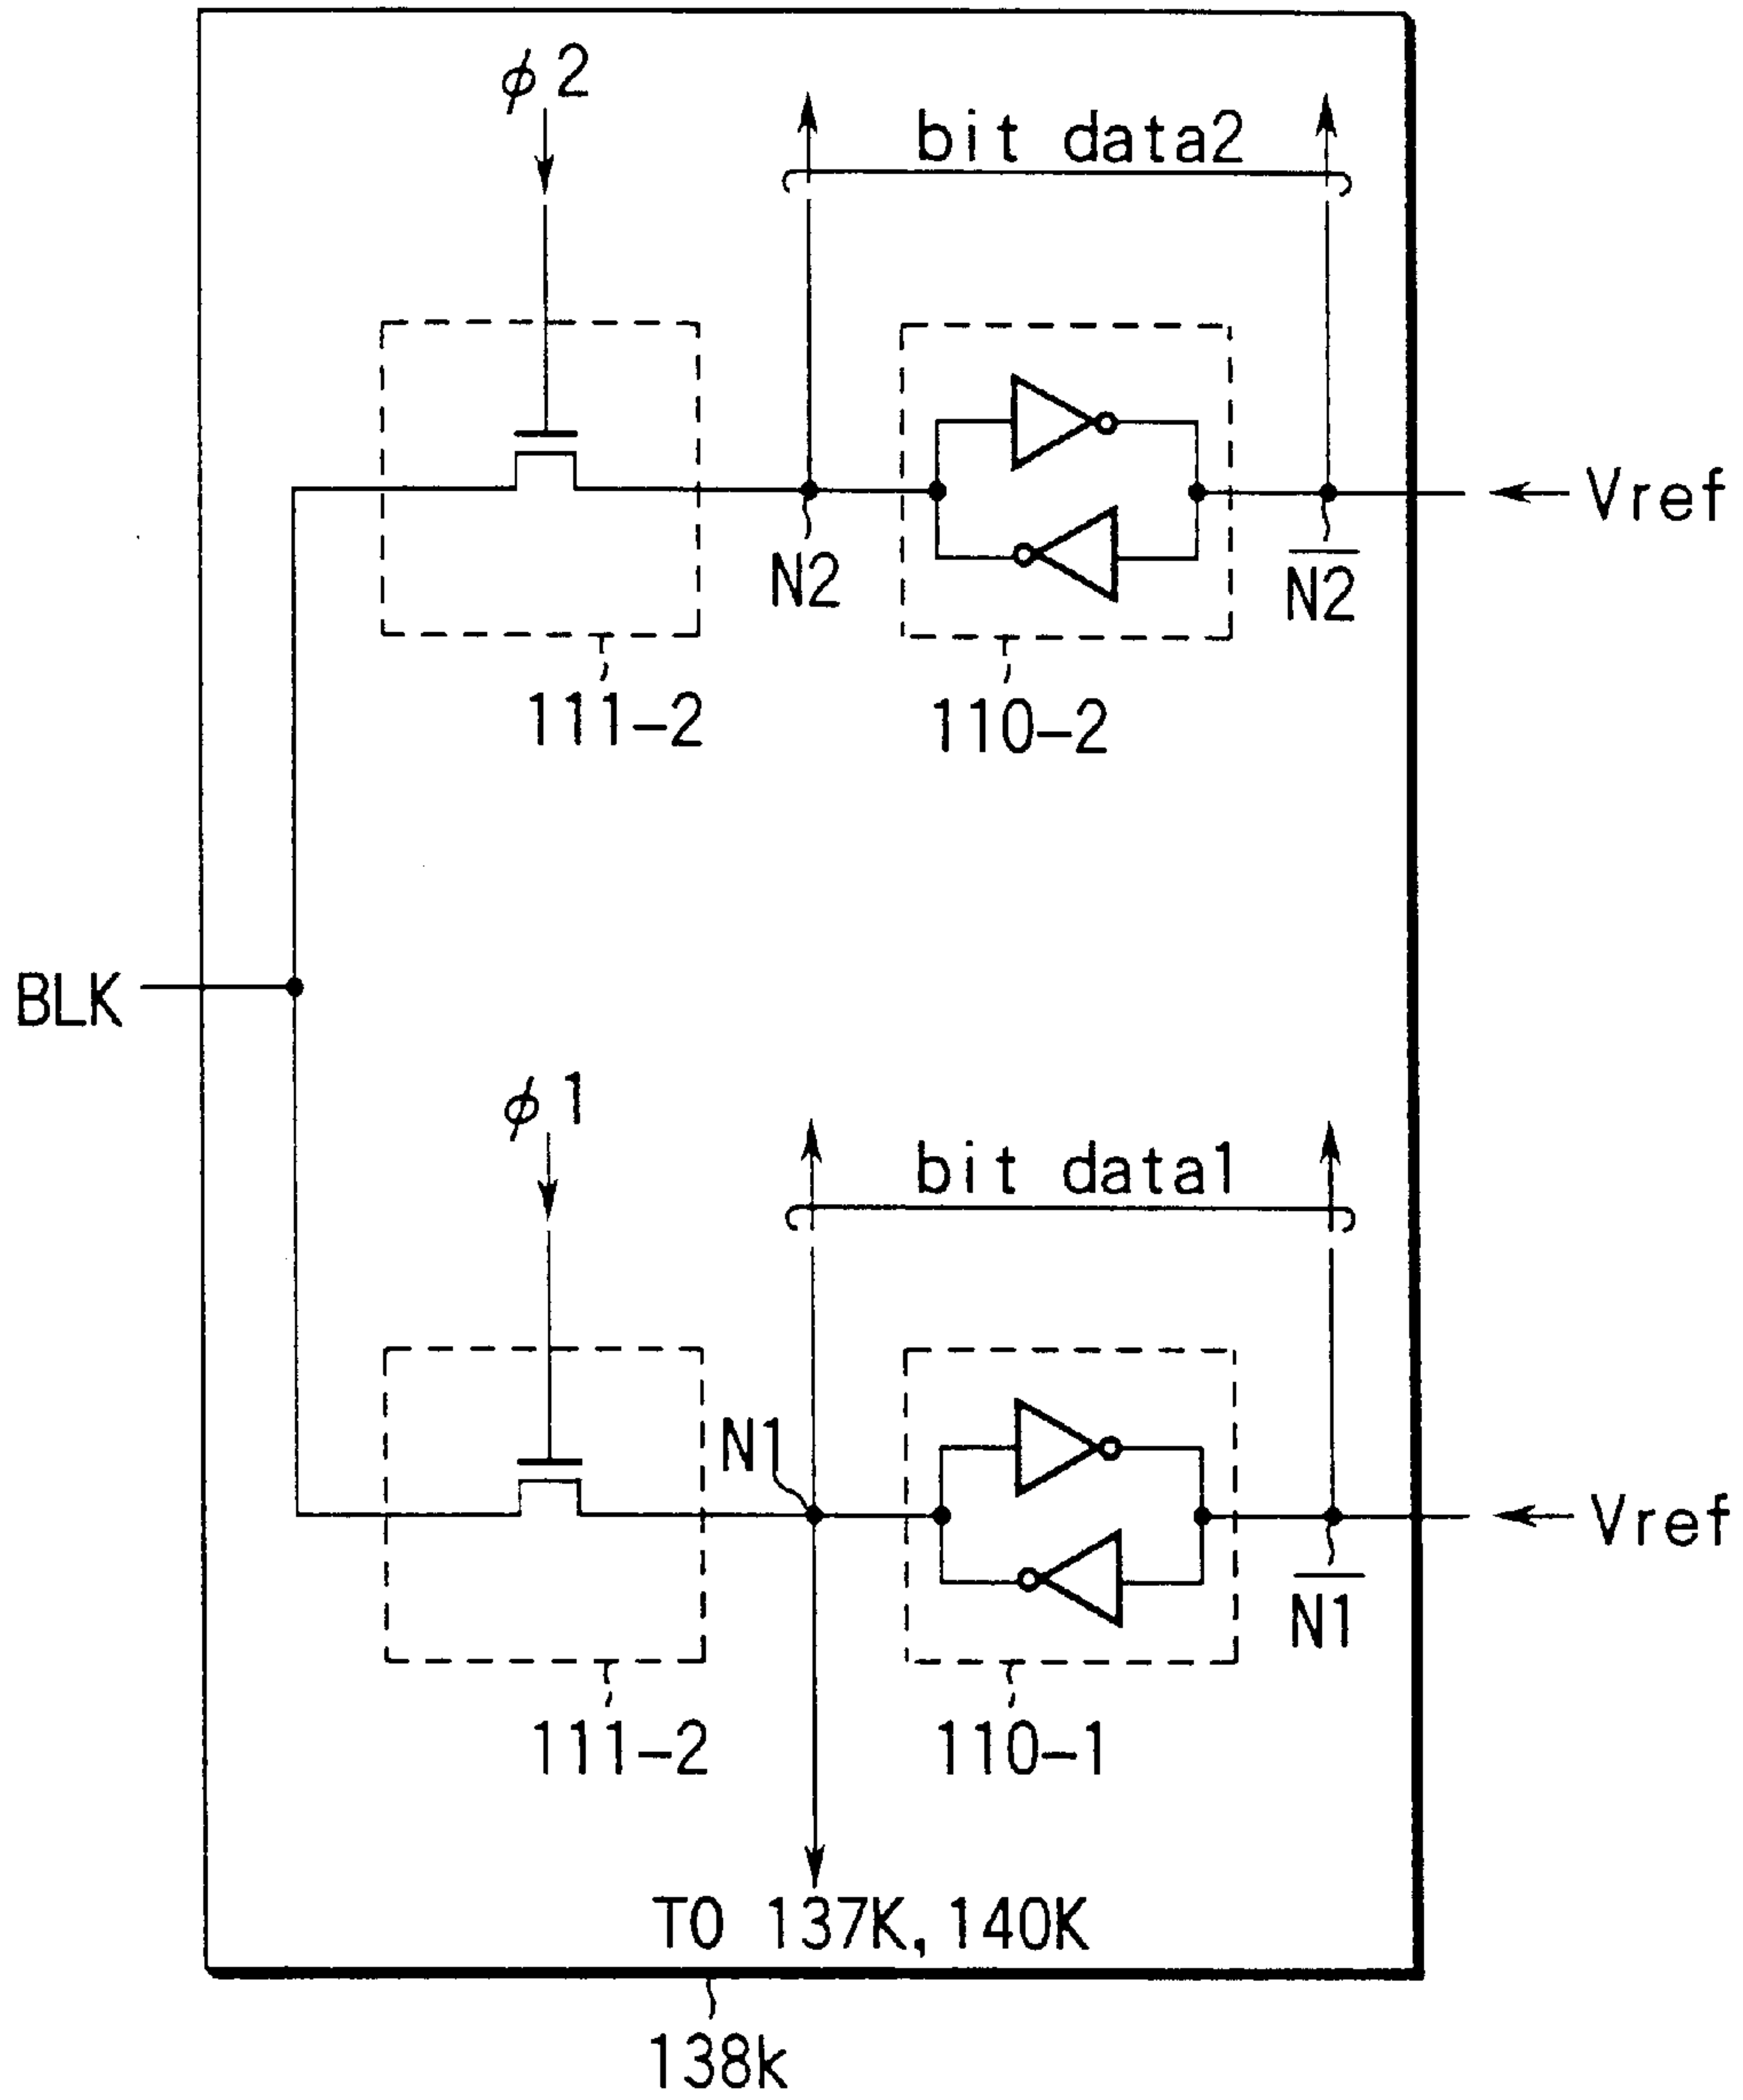 φ2
bit data2
Vref
N2
N2
111-2
110-2
BLK
φ1
bit data1
N1
Vref
N1
111-2
110-1
TO 137K, 140K
138k